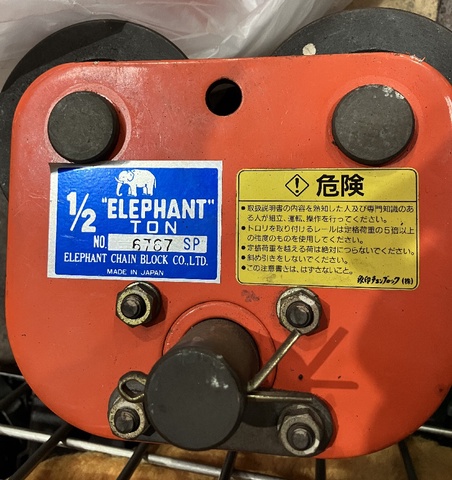 1/2 "ELEPHANT"
TON
NO. 6767 SP
ELEPHANT CHAIN BLOCK CO.,LTD.
MADE IN JAPAN
危険
●取扱説明書の内容を熟知した人及び専門知識のあ
る人が組立、運転、操作を行ってください。
●トロリを取り付けるレールは定格荷重の5倍以上
の強度のものを使用してください。
●定格荷重を越える荷は絶対につらないでください。
●斜め引きをしないでください。
●この注意書きは、はずさないこと。
象印チェンブロック(株)